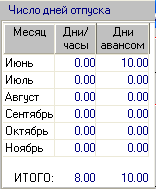 Число дней отпуска
Месяц Дни/часы Дни авансом
Июнь 0.00 10.00
Июль 0.00 0.00
Август 0.00 0.00
Сентябрь 0.00 0.00
Октябрь 0.00 0.00
Ноябрь 0.00 0.00
ИТОГО: 8.00 10.00